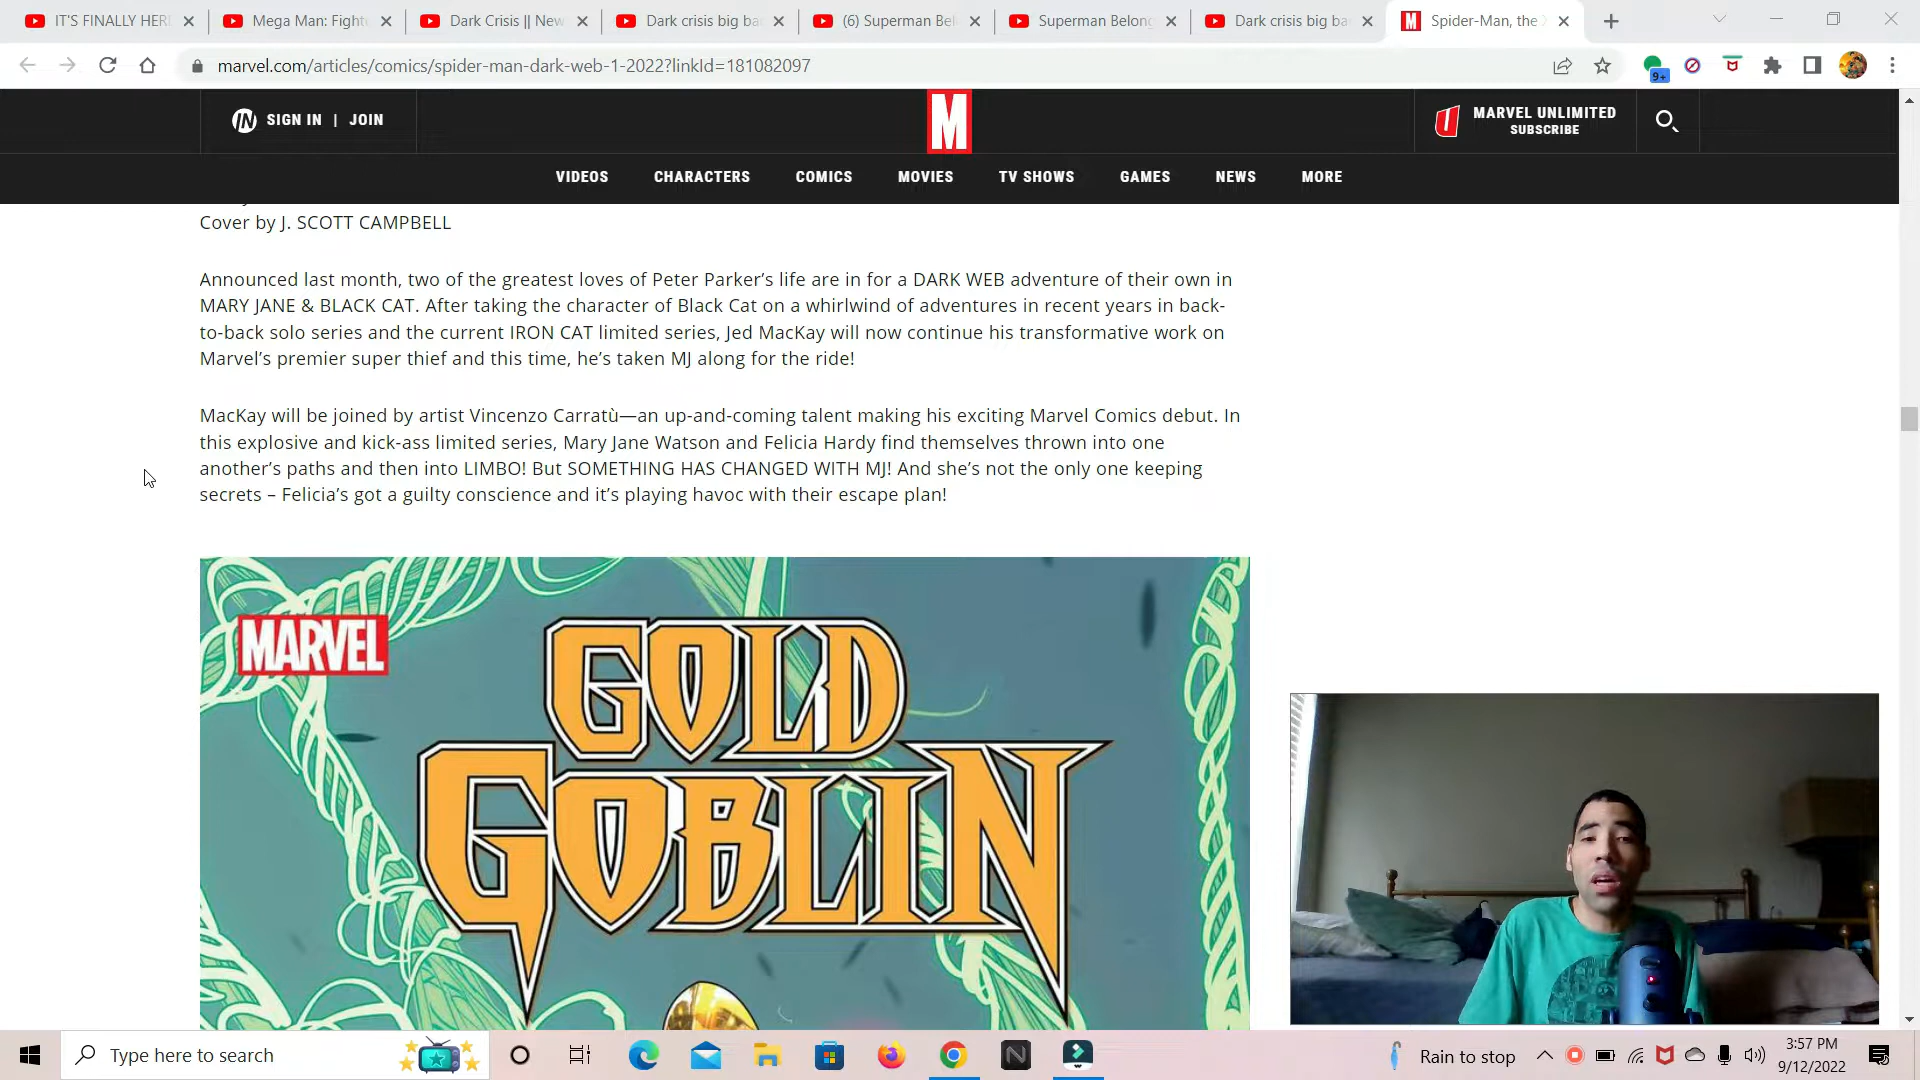 IT'S FINALLY HER
Mega Man: Fight
Dark Crisis || New
Dark crisis big ba
(6) Superman Bel
Superman Belong
Dark crisis big ba
Spider-Man, the
marvel.com/articles/comics/spider-man-dark-web-1-2022?linkId=181082097
9+
IN SIGN IN | JOIN
M
U MARVEL UNLIMITED
SUBSCRIBE
VIDEOS CHARACTERS COMICS MOVIES TV SHOWS GAMES NEWS MORE
Cover by J. SCOTT CAMPBELL
Announced last month, two of the greatest loves of Peter Parker's life are in for a DARK WEB adventure of their own in
MARY JANE & BLACK CAT. After taking the character of Black Cat on a whirlwind of adventures in recent years in back-
to-back solo series and the current IRON CAT limited series, Jed MacKay will now continue his transformative work on
Marvel's premier super thief and this time, he's taken MJ along for the ride!
MacKay will be joined by artist Vincenzo Carratù—an up-and-coming talent making his exciting Marvel Comics debut. In
this explosive and kick-ass limited series, Mary Jane Watson and Felicia Hardy find themselves thrown into one
another's paths and then into LIMBO! But SOMETHING HAS CHANGED WITH MJ! And she's not the only one keeping
secrets – Felicia's got a guilty conscience and it's playing havoc with their escape plan!
MARVEL
GOLD
GOBLIN
Type here to search
Rain to stop
3:57 PM
9/12/2022